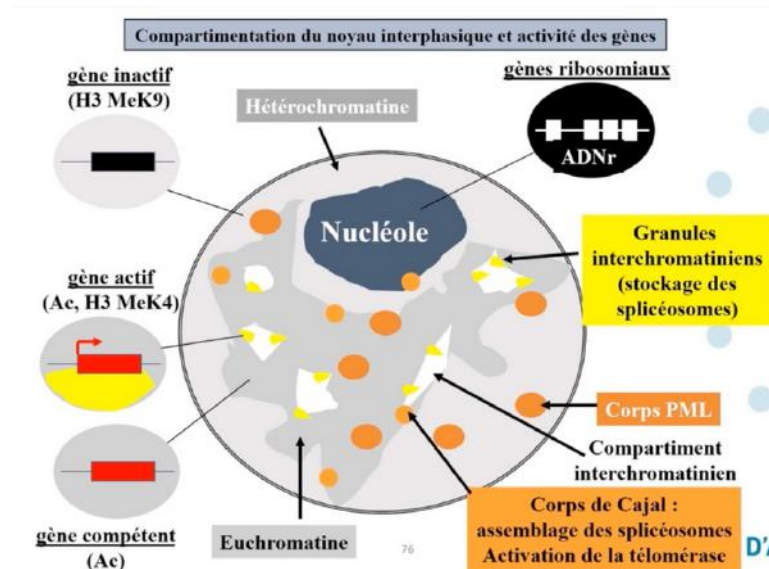 Compartimentation du noyau interphasique et activité des gènes
gène inactif
(H3 MeK9)
Hétérochromatine
gènes ribosomiaux
ADNr
Nucléole
Granules
interchromatiniens
(stockage des
splicéosomes)
gène actif
(Ac, H3 MeK4)
Corps PML
Compartiment
interchromatinien
Corps de Cajal :
assemblage des splicéosomes
Activation de la télomérase
gène compétent
(Ac)
Euchromatine
76
D'A